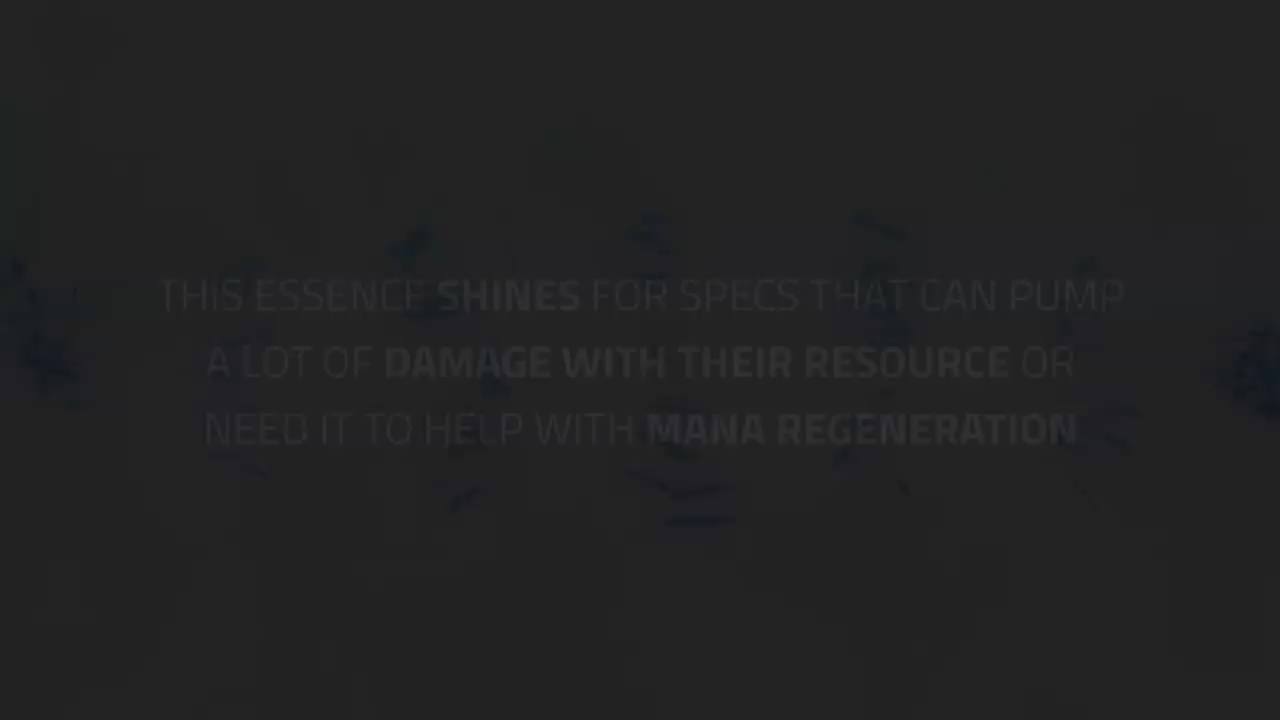 THIS ESSENCE SHINES FOR SPECS THAT CAN PUMP
A LOT OF DAMAGE WITH THEIR RESOURCE OR
NEED IT TO HELP WITH MANA REGENERATION